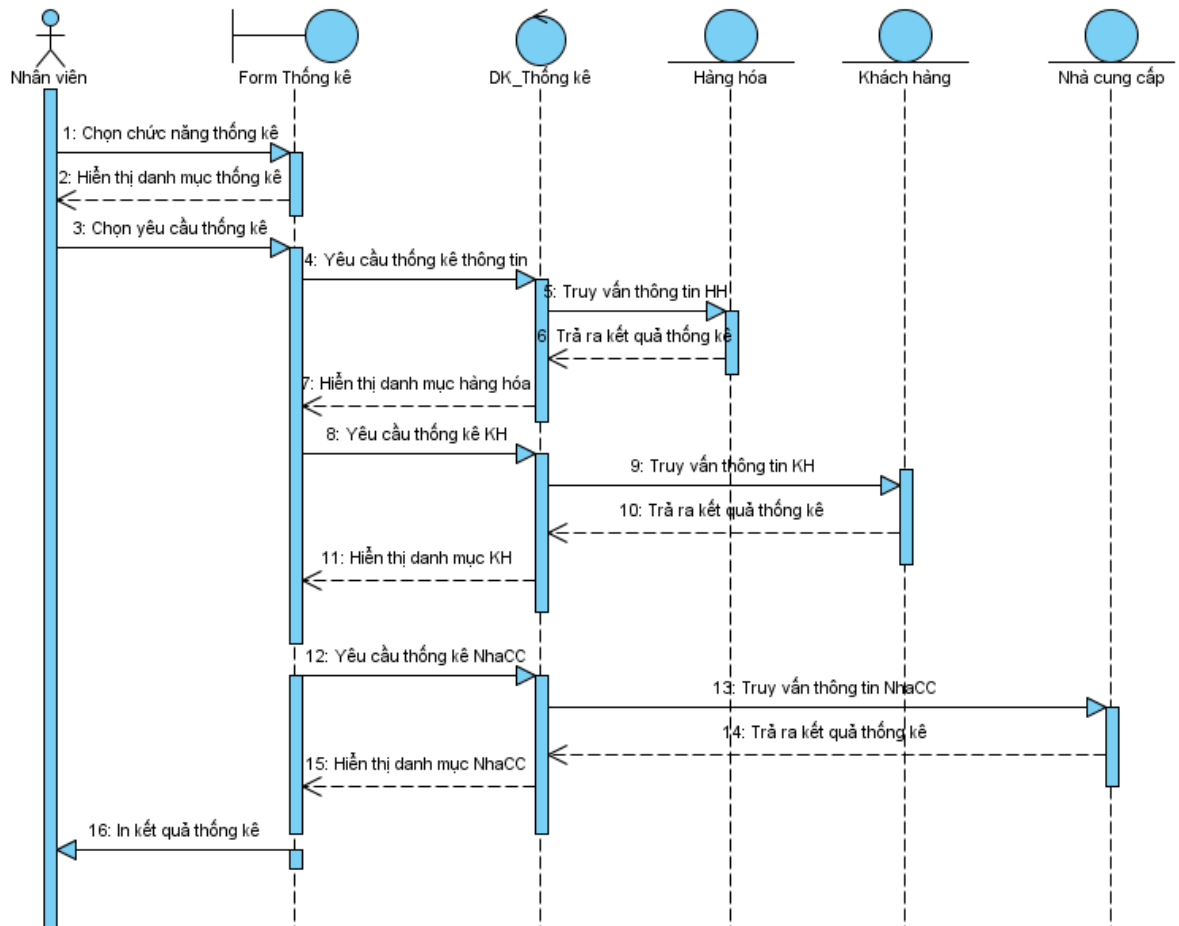 Nhân viên
Form Thống kê
DK_Thống kê
Hàng hóa
Khách hàng
Nhà cung cấp
1: Chọn chức năng thống kê
2: Hiển thị danh mục thống kê
3: Chọn yêu cầu thống kê
4: Yêu cầu thống kê thông tin
5: Truy vấn thông tin HH
6: Trả ra kết quả thống kê
7: Hiển thị danh mục hàng hóa
8: Yêu cầu thống kê KH
9: Truy vấn thông tin KH
10: Trả ra kết quả thống kê
11: Hiển thị danh mục KH
12: Yêu cầu thống kê NhaCC
13: Truy vấn thông tin NhaCC
14: Trả ra kết quả thống kê
15: Hiển thị danh mục NhaCC
16: In kết quả thống kê